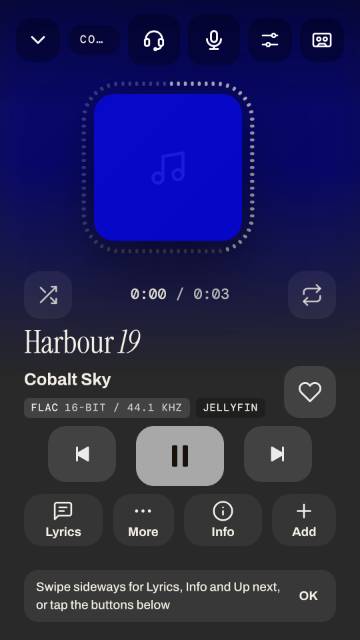 CO…
0:00 / 0:03
Harbour 19
Cobalt Sky
FLAC 16-BIT / 44.1 KHZ JELLYFIN
Lyrics More Info Add
Swipe sideways for Lyrics, Info and Up next,
or tap the buttons below
OK